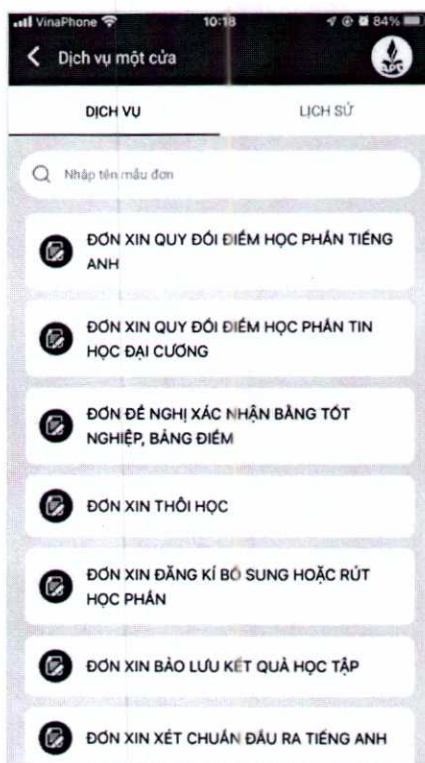 VinaPhone 10:18 84%
Dịch vụ một cửa
DỊCH VỤ LỊCH SỬ
Nhập tên mẫu đơn
ĐƠN XIN QUY ĐỔI ĐIỂM HỌC PHẦN TIẾNG
ANH
ĐƠN XIN QUY ĐỔI ĐIỂM HỌC PHẦN TIN
HỌC ĐẠI CƯƠNG
ĐƠN ĐỀ NGHỊ XÁC NHẬN BẰNG TỐT
NGHIỆP, BẢNG ĐIỂM
ĐƠN XIN THÔI HỌC
ĐƠN XIN ĐĂNG KÍ BỔ SUNG HOẶC RÚT
HỌC PHẦN
ĐƠN XIN BẢO LƯU KẾT QUẢ HỌC TẬP
ĐƠN XIN XÉT CHUẨN ĐẦU RA TIẾNG ANH